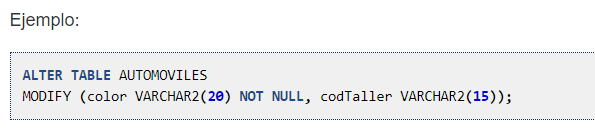 Ejemplo:
ALTER TABLE AUTOMOVILES
MODIFY (color VARCHAR2(20) NOT NULL, codTaller VARCHAR2(15));